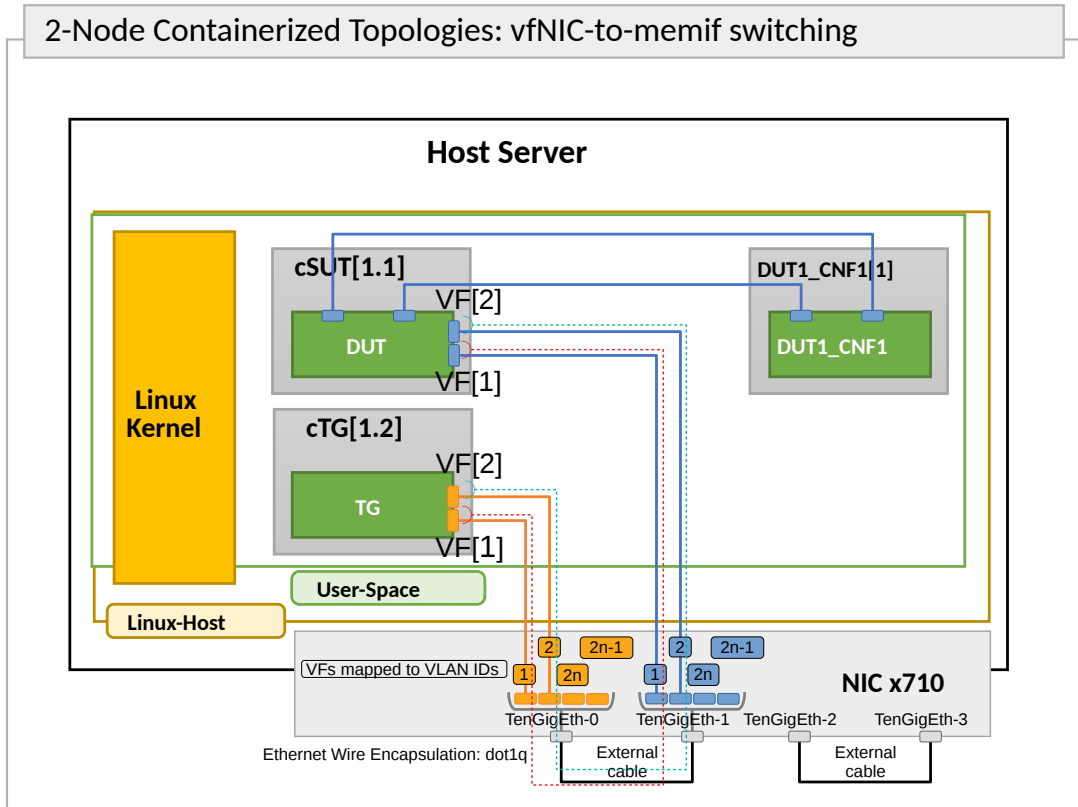 2-Node Containerized Topologies: vfNIC-to-memif switching
Host Server
cSUT[1.1]
DUT1_CNF1[1]
VF[2]
DUT
DUT1_CNF1
VF[1]
Linux
Kernel
cTG[1.2]
VF[2]
TG
VF[1]
User-Space
Linux-Host
2
2n-1
2
2n-1
VFs mapped to VLAN IDs
1
2n
1
2n
NIC x710
TenGigEth-0
TenGigEth-1
TenGigEth-2
TenGigEth-3
Ethernet Wire Encapsulation: dot1q
External
cable
External
cable